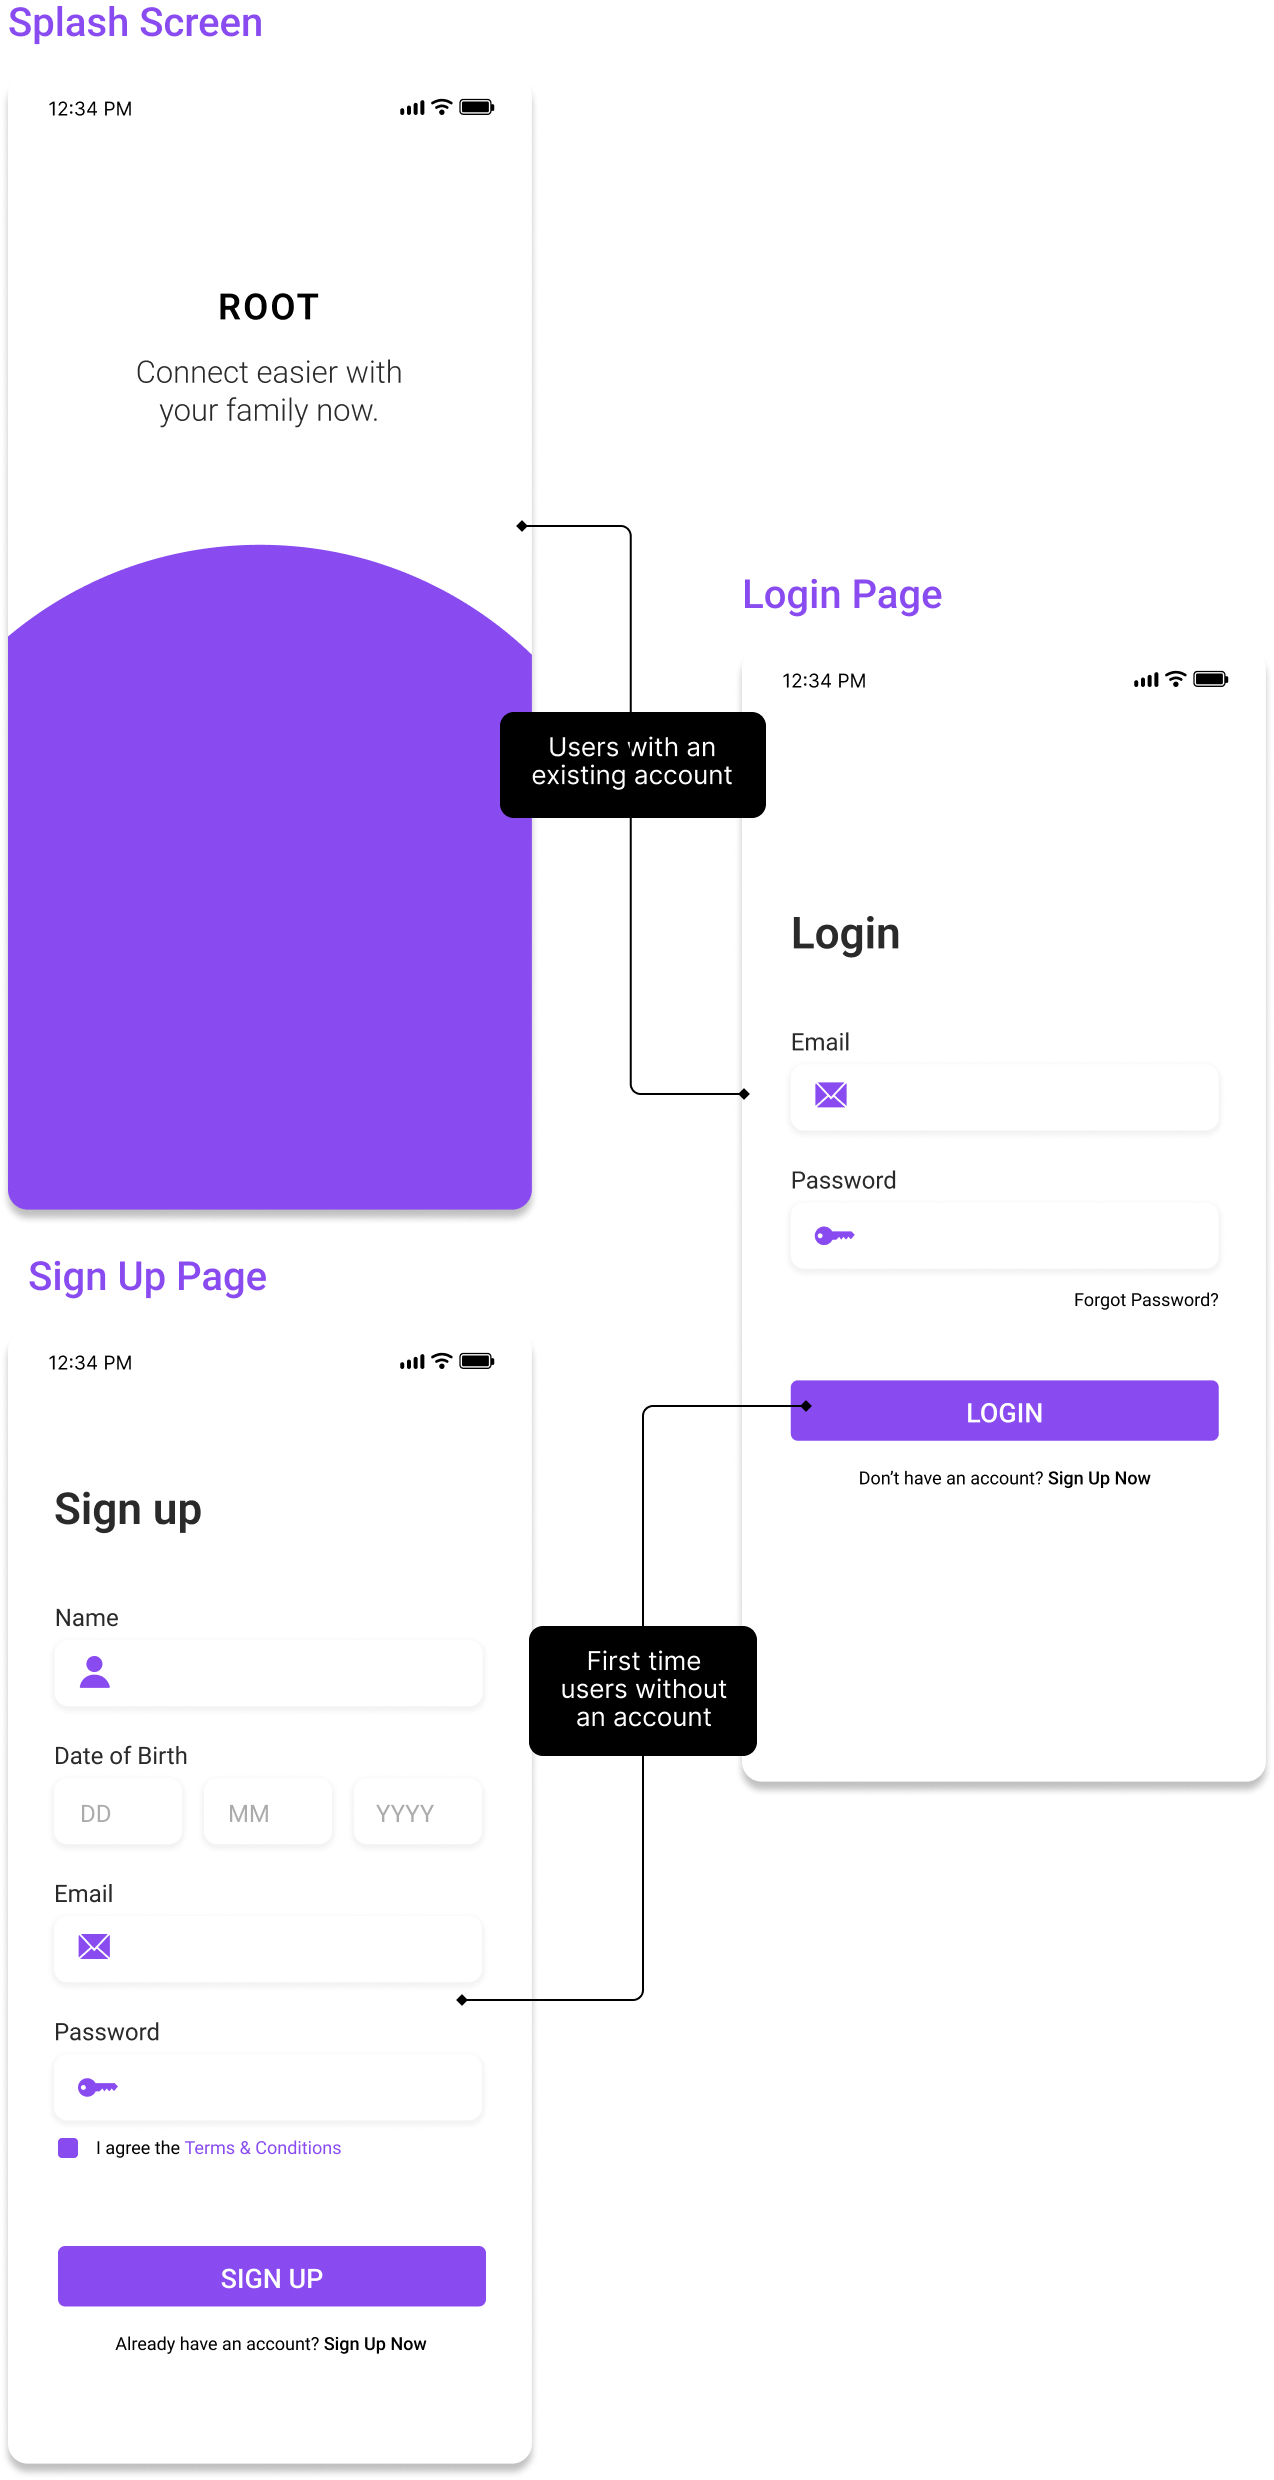 Splash Screen
12:34 PM
ROOT
Connect easier with
your family now.
Users with an
existing account
Login Page
12:34 PM
Login
Email
Password
Forgot Password?
LOGIN
Don’t have an account? Sign Up Now
Sign Up Page
12:34 PM
Sign up
Name
Date of Birth
DD MM YYYY
Email
Password
I agree the Terms & Conditions
SIGN UP
Already have an account? Sign Up Now
First time
users without
an account